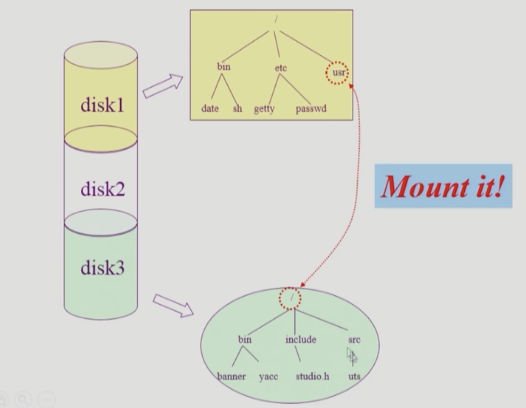 /
bin
etc
usr
date
sh
getty
passwd
disk1
disk2
disk3
Mount it!
/
bin
include
src
banner
yacc
studio.h
uts